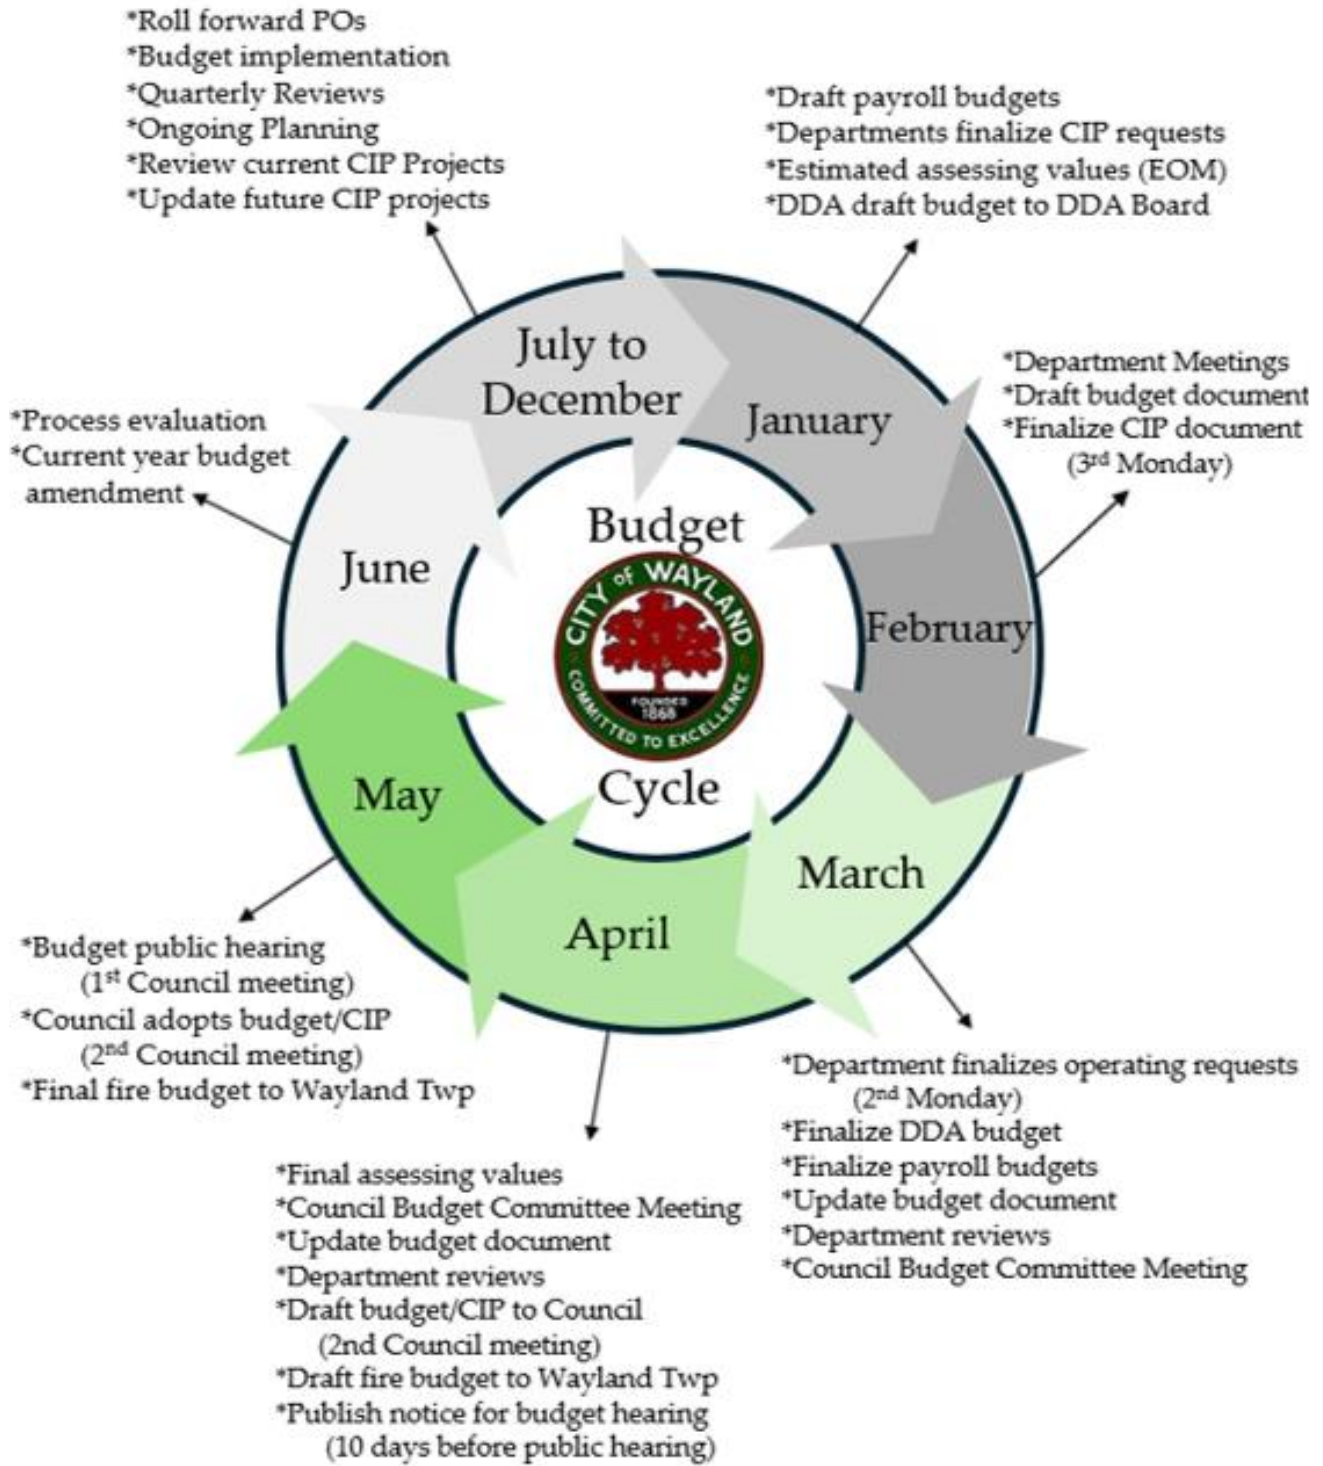 *Roll forward POs
*Budget implementation
*Quarterly Reviews
*Ongoing Planning
*Review current CIP Projects
*Update future CIP projects
*Draft payroll budgets
*Departments finalize CIP requests
*Estimated assessing values (EOM)
*DDA draft budget to DDA Board
*Department Meetings
*Draft budget document
*Finalize CIP document
(3rd Monday)
*Process evaluation
*Current year budget
amendment
July to
December
January
February
March
April
May
June
Budget
CITY of WAYLAND
FOUNDED
1868
COMMITTED TO EXCELLENCE
Cycle
*Budget public hearing
(1st Council meeting)
*Council adopts budget/CIP
(2nd Council meeting)
*Final fire budget to Wayland Twp
*Department finalizes operating requests
(2nd Monday)
*Finalize DDA budget
*Finalize payroll budgets
*Update budget document
*Department reviews
*Council Budget Committee Meeting
*Final assessing values
*Council Budget Committee Meeting
*Update budget document
*Department reviews
*Draft budget/CIP to Council
(2nd Council meeting)
*Draft fire budget to Wayland Twp
*Publish notice for budget hearing
(10 days before public hearing)